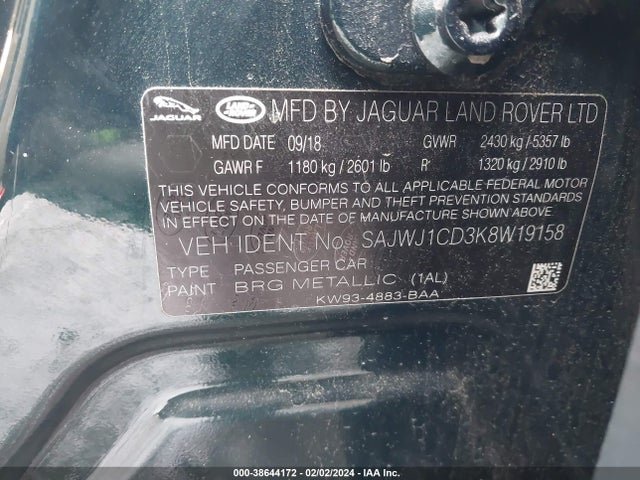 JAGUAR LAND-ROVER MFD BY JAGUAR LAND ROVER LTD
MFD DATE 09/18 GVWR 2430 kg / 5357 lb
GAWR F 1180 kg / 2601 lb R 1320 kg / 2910 lb
THIS VEHICLE CONFORMS TO ALL APPLICABLE FEDERAL MOTOR
VEHICLE SAFETY, BUMPER AND THEFT PREVENTION STANDARDS
IN EFFECT ON THE DATE OF MANUFACTURE SHOWN ABOVE.
VEH IDENT No. SAJWJ1CD3K8W19158
TYPE PASSENGER CAR
PAINT BRG METALLIC (1AL)
KW93-4883-BAA
000-38644172 - 02/02/2024 - IAA Inc.